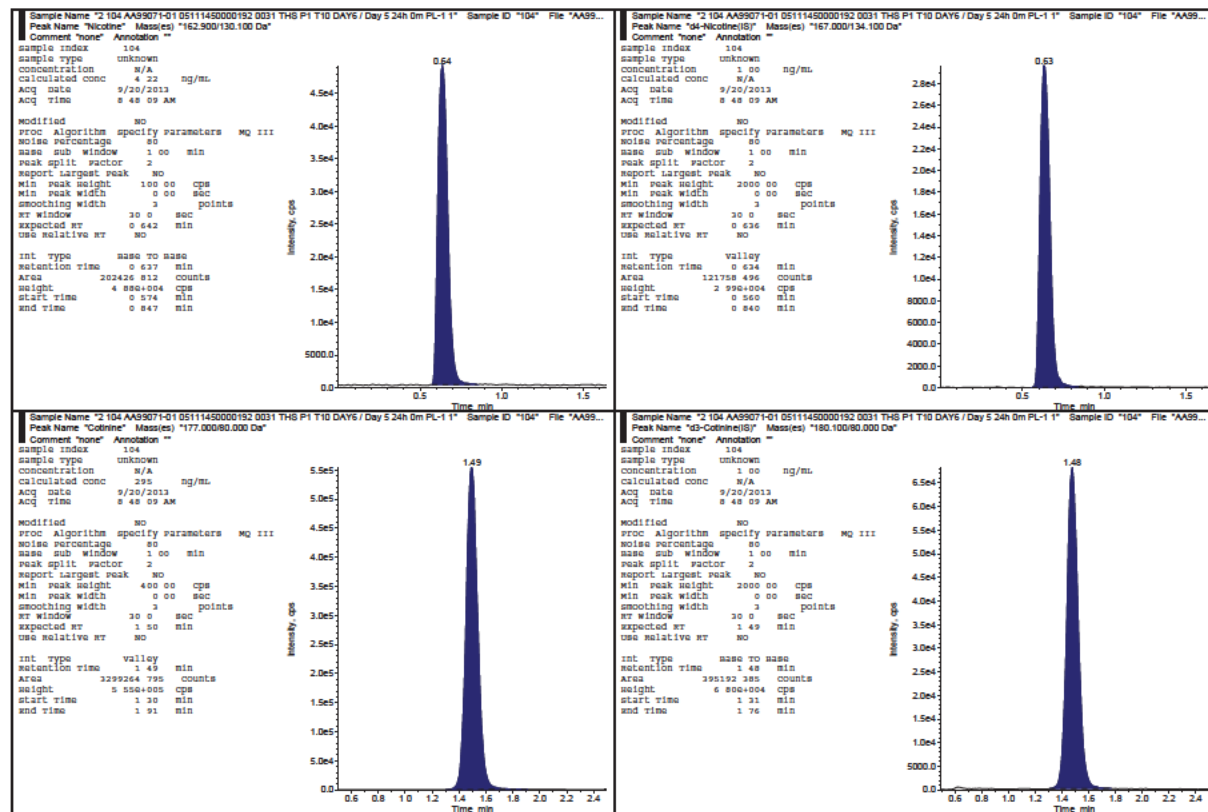 Sample Name "2 104 AA99071-01 05111450000192 0031 THS P1 T10 DAY6 / Day 5 24h 0m PL-1 1" Sample ID "104" File "AA99...
Peak Name "Nicotine" Mass(es) "162.900/130.100 Da"
Comment "none" Annotation ""
Sample Index 104
Sample Type Unknown
Concentration N/A
Calculated Conc 4 22 ng/mL
Acq Date 9/20/2013
Acq Time 8 48 09 AM
Modified NO
Proc Algorithm Specify Parameters MQ III
Noise Percentage 80
Base Sub Window 1 00 min
Peak Split Factor 2
Report Largest Peak NO
Min Peak Height 100 00 cps
Min Peak Width 0 00 sec
Smoothing Width 3 points
RT Window 30 0 sec
Expected RT 0 642 min
Use Relative RT NO
Int Type Base To Base
Retention Time 0 637 min
Area 202426 812 counts
Height 4 88e+004 cps
Start Time 0 574 min
End Time 0 847 min
0.64
Intensity, cps
4.5e4
4.0e4
3.5e4
3.0e4
2.5e4
2.0e4
1.5e4
1.0e4
5000.0
0.0
0.5 1.0 1.5
Time min
Sample Name "2 104 AA99071-01 05111450000192 0031 THS P1 T10 DAY6 / Day 5 24h 0m PL-1 1" Sample ID "104" File "AA99...
Peak Name "d4-Nicotine(IS)" Mass(es) "167.000/134.100 Da"
Comment "none" Annotation ""
Sample Index 104
Sample Type Unknown
Concentration 1 00 ng/mL
Calculated Conc N/A
Acq Date 9/20/2013
Acq Time 8 48 09 AM
Modified NO
Proc Algorithm Specify Parameters MQ III
Noise Percentage 80
Base Sub Window 1 00 min
Peak Split Factor 2
Report Largest Peak NO
Min Peak Height 2000 00 cps
Min Peak Width 0 00 sec
Smoothing Width 3 points
RT Window 30 0 sec
Expected RT 0 636 min
Use Relative RT NO
Int Type Valley
Retention Time 0 634 min
Area 121758 496 counts
Height 2 99e+004 cps
Start Time 0 560 min
End Time 0 840 min
0.63
Intensity, cps
2.8e4
2.6e4
2.4e4
2.2e4
2.0e4
1.8e4
1.6e4
1.4e4
1.2e4
1.0e4
8000.0
6000.0
4000.0
2000.0
0.0
0.5 1.0 1.5
Time min
Sample Name "2 104 AA99071-01 05111450000192 0031 THS P1 T10 DAY6 / Day 5 24h 0m PL-1 1" Sample ID "104" File "AA99...
Peak Name "Cotinine" Mass(es) "177.000/80.000 Da"
Comment "none" Annotation ""
Sample Index 104
Sample Type Unknown
Concentration N/A
Calculated Conc 295 ng/mL
Acq Date 9/20/2013
Acq Time 8 48 09 AM
Modified NO
Proc Algorithm Specify Parameters MQ III
Noise Percentage 80
Base Sub Window 1 00 min
Peak Split Factor 2
Report Largest Peak NO
Min Peak Height 400 00 cps
Min Peak Width 0 00 sec
Smoothing Width 3 points
RT Window 30 0 sec
Expected RT 1 50 min
Use Relative RT NO
Int Type Valley
Retention Time 1 49 min
Area 3299264 795 counts
Height 5 55e+005 cps
Start Time 1 30 min
End Time 1 91 min
1.49
Intensity, cps
5.5e5
5.0e5
4.5e5
4.0e5
3.5e5
3.0e5
2.5e5
2.0e5
1.5e5
1.0e5
5.0e4
0.0
0.6 0.8 1.0 1.2 1.4 1.6 1.8 2.0 2.2 2.4
Time min
Sample Name "2 104 AA99071-01 05111450000192 0031 THS P1 T10 DAY6 / Day 5 24h 0m PL-1 1" Sample ID "104" File "AA99...
Peak Name "d3-Cotinine(IS)" Mass(es) "180.100/80.000 Da"
Comment "none" Annotation ""
Sample Index 104
Sample Type Unknown
Concentration 1 00 ng/mL
Calculated Conc N/A
Acq Date 9/20/2013
Acq Time 8 48 09 AM
Modified NO
Proc Algorithm Specify Parameters MQ III
Noise Percentage 80
Base Sub Window 1 00 min
Peak Split Factor 2
Report Largest Peak NO
Min Peak Height 2000 00 cps
Min Peak Width 0 00 sec
Smoothing Width 3 points
RT Window 30 0 sec
Expected RT 1 49 min
Use Relative RT NO
Int Type Base To Base
Retention Time 1 48 min
Area 395192 385 counts
Height 6 80e+004 cps
Start Time 1 31 min
End Time 1 76 min
1.48
Intensity, cps
6.5e4
6.0e4
5.5e4
5.0e4
4.5e4
4.0e4
3.5e4
3.0e4
2.5e4
2.0e4
1.5e4
1.0e4
5000.0
0.0
0.6 0.8 1.0 1.2 1.4 1.6 1.8 2.0 2.2 2.4
Time min